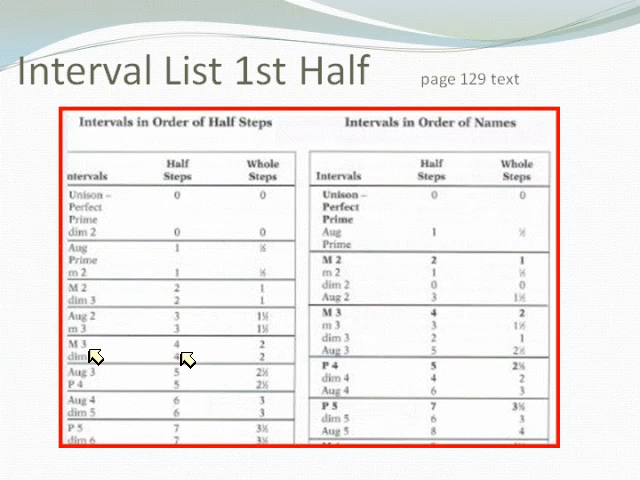 Interval List 1st Half page 129 text
Intervals in Order of Half Steps
ntervals Half Steps Whole Steps
Unison – Perfect Prime 0 0
dim 2 0 0
Aug Prime 1 ½
m 2 1 ½
M 2 2 1
dim 3 2 1
Aug 2 3 1½
m 3 3 1½
M 3 4 2
dim 4 2
Aug 3 5 2½
P 4 5 2½
Aug 4 6 3
dim 5 6 3
P 5 7 3½
dim 6 7 3½
Intervals in Order of Names
Intervals Half Steps Whole Steps
Unison – Perfect Prime 0 0
Aug Prime 1 ½
M 2 2 1
m 2 1 ½
dim 2 0 0
Aug 2 3 1½
M 3 4 2
m 3 3 1½
dim 3 2 1
Aug 3 5 2½
P 4 5 2½
dim 4 4 2
Aug 4 6 3
P 5 7 3½
dim 5 6 3
Aug 5 8 4